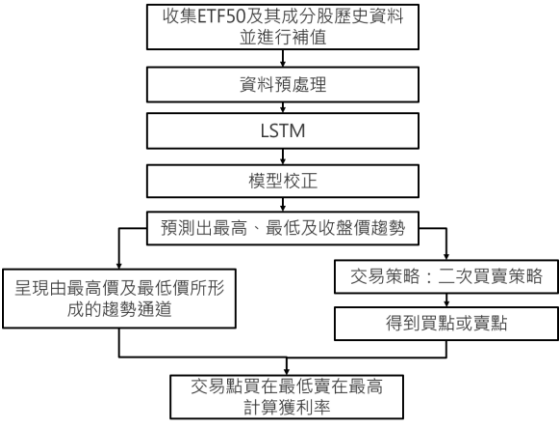 收集ETF50及其成分股歷史資料
並進行補值
資料預處理
LSTM
模型校正
預測出最高、最低及收盤價趨勢
呈現由最高價及最低價所形
成的趨勢通道
交易策略：二次買賣策略
得到買點或賣點
交易點買在最低賣在最高
計算獲利率